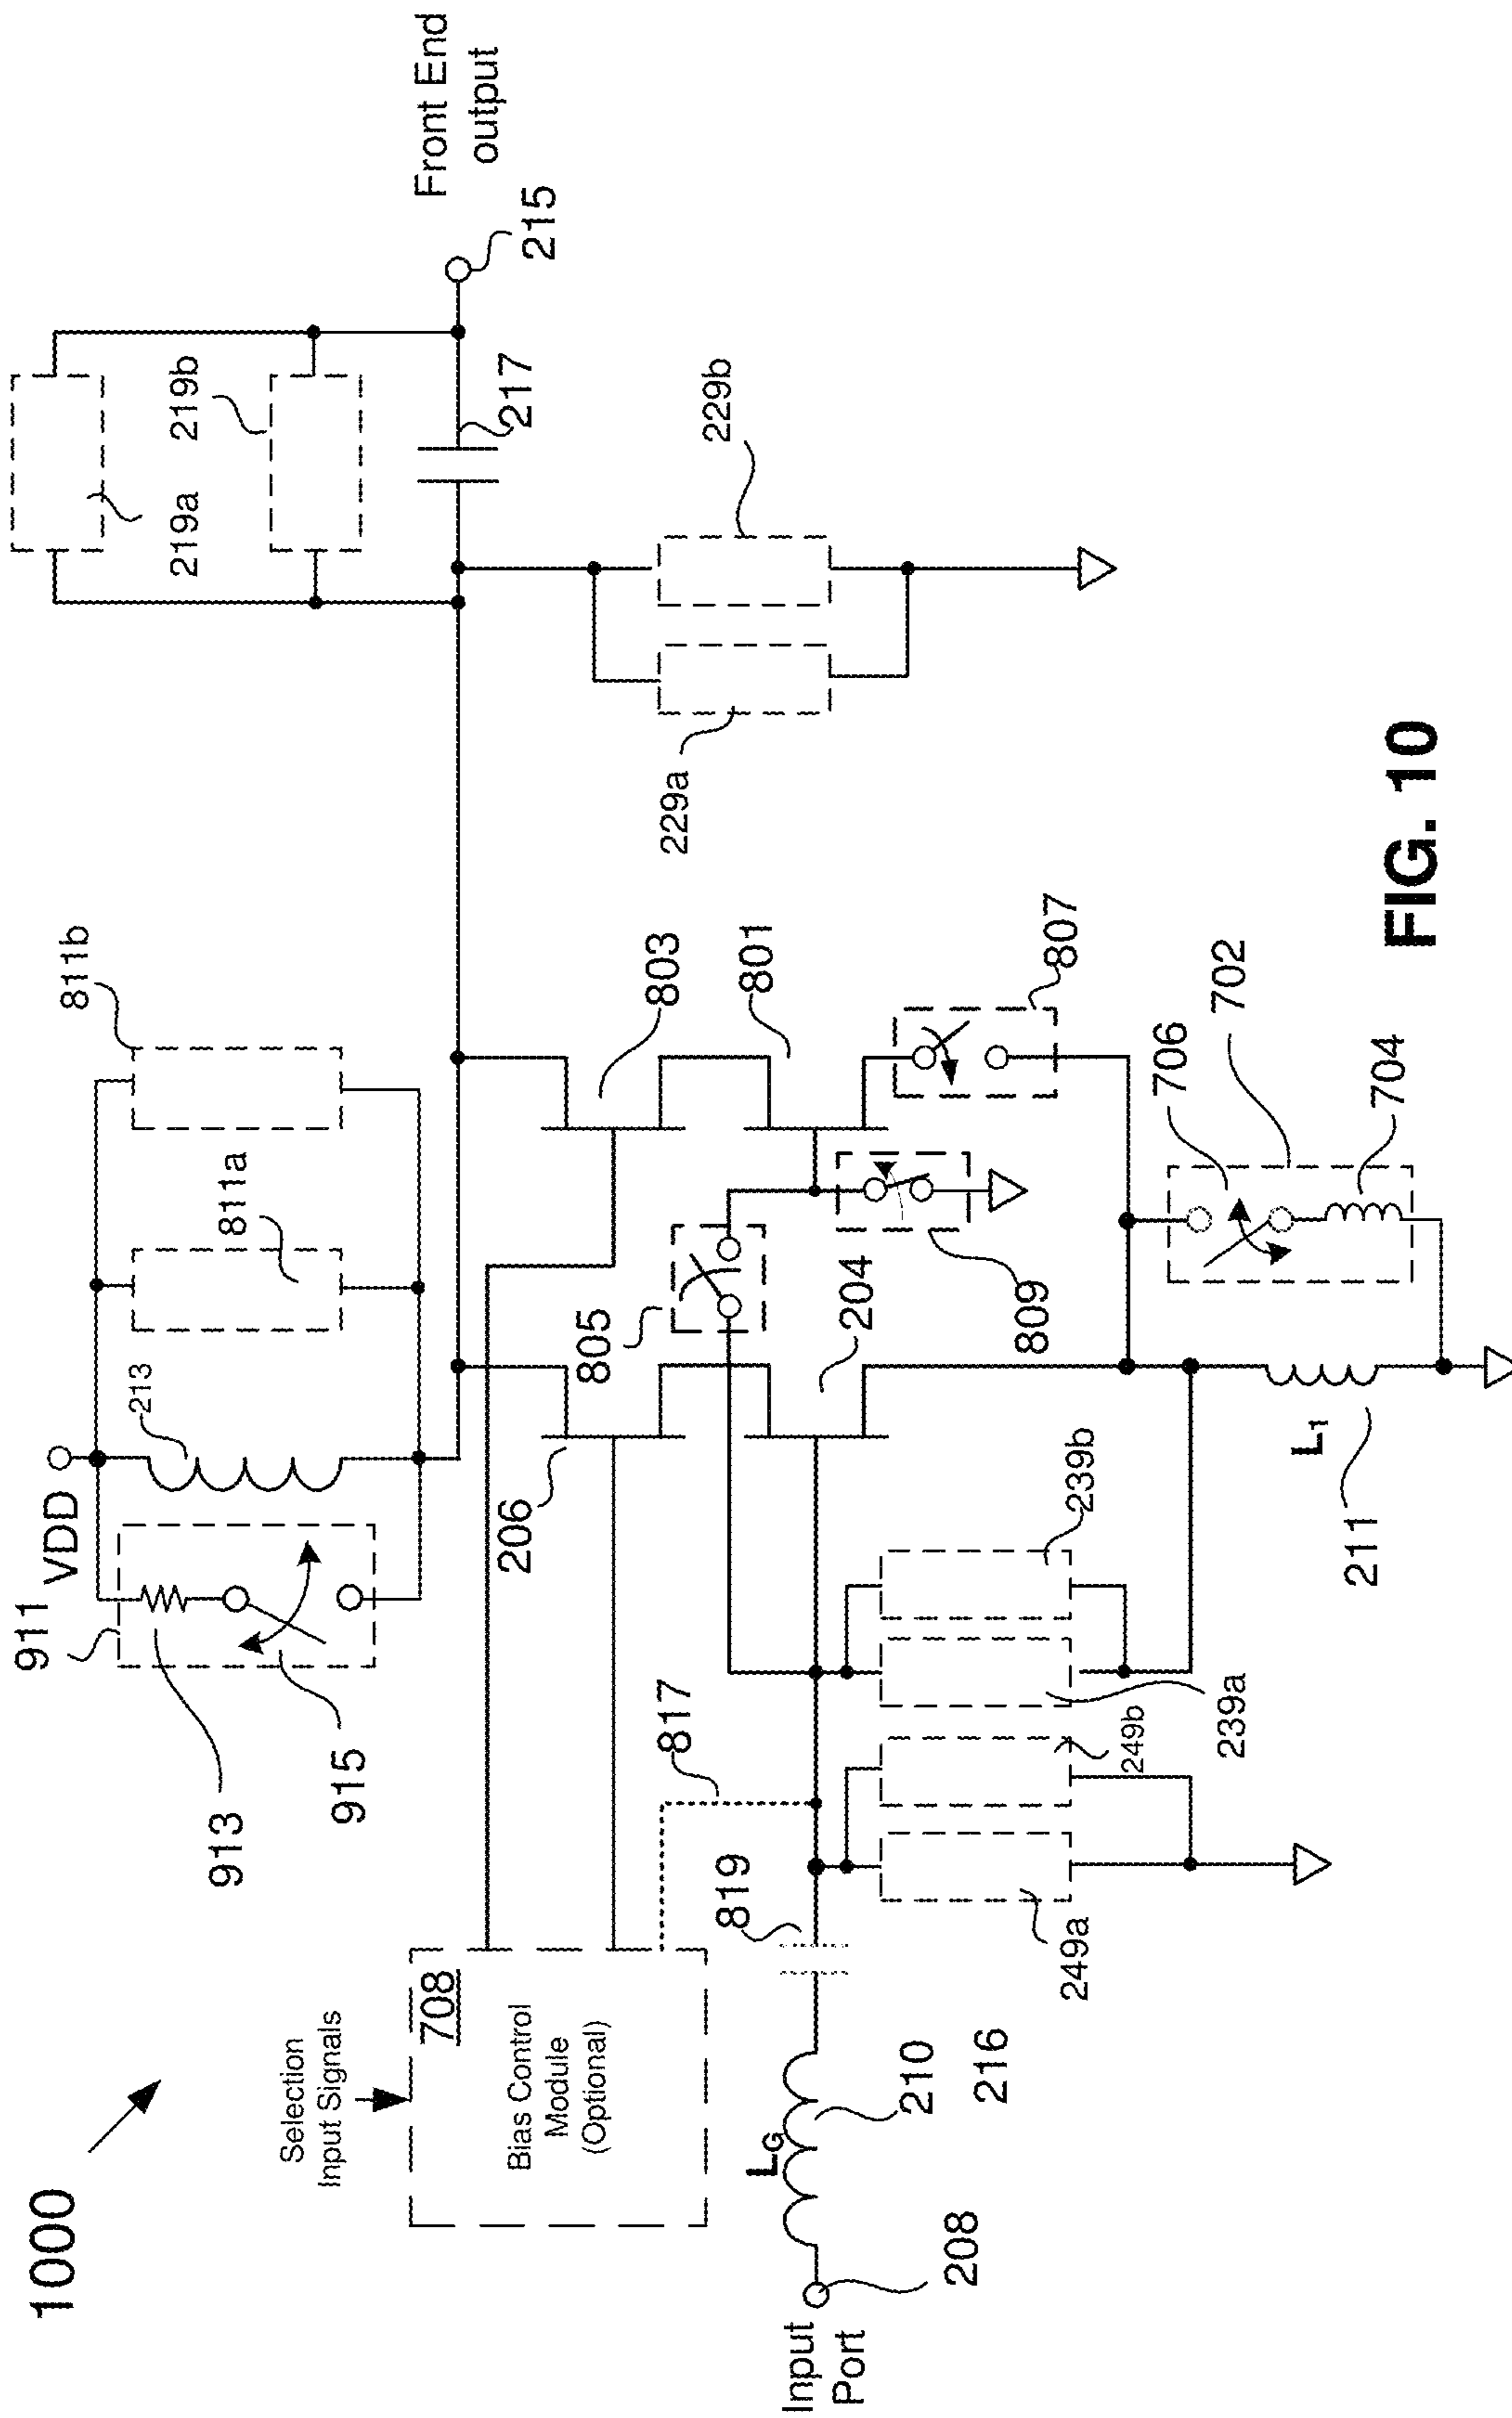 1000
Selection
Input Signals
708
Bias Control
Module
(Optional)
Input
Port
208
LG
210
216
819
817
249a
249b
239a
239b
911
VDD
913
915
213
811a
811b
206
204
805
803
801
807
809
706
702
704
L1
211
219a
219b
217
215
Front End
output
229a
229b
FIG. 10